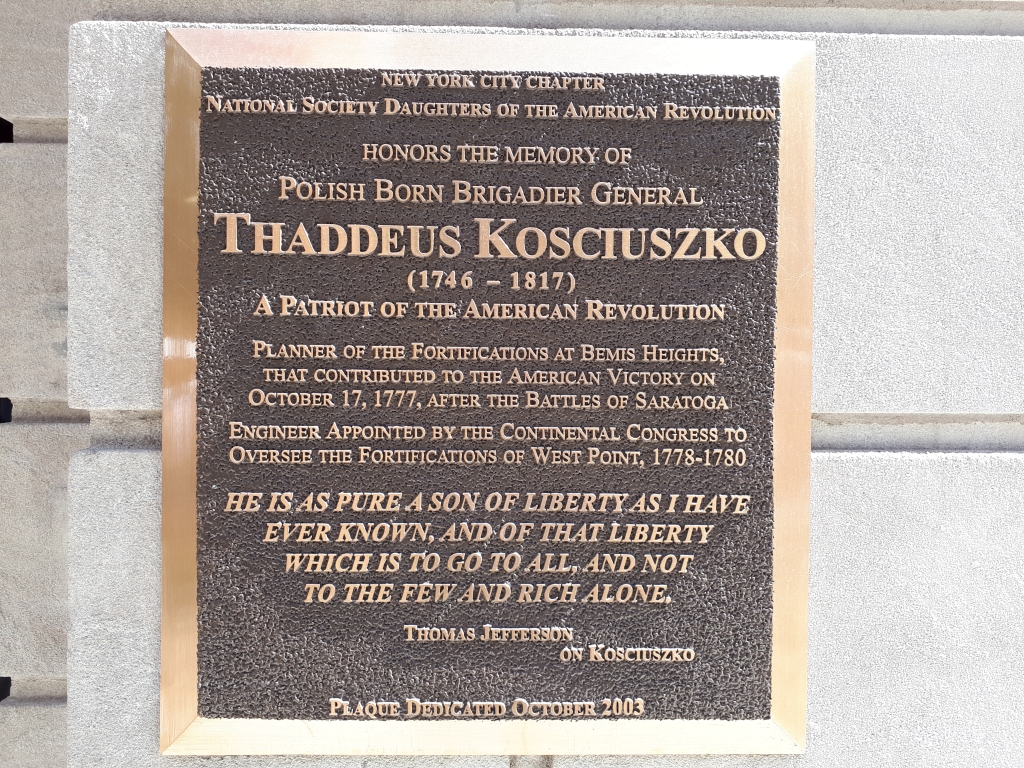 NEW YORK CITY CHAPTER
NATIONAL SOCIETY DAUGHTERS OF THE AMERICAN REVOLUTION
HONORS THE MEMORY OF
POLISH BORN BRIGADIER GENERAL
THADDEUS KOSCIUSZKO
(1746 – 1817)
A PATRIOT OF THE AMERICAN REVOLUTION
PLANNER OF THE FORTIFICATIONS AT BEMIS HEIGHTS,
THAT CONTRIBUTED TO THE AMERICAN VICTORY ON
OCTOBER 17, 1777, AFTER THE BATTLES OF SARATOGA
ENGINEER APPOINTED BY THE CONTINENTAL CONGRESS TO
OVERSEE THE FORTIFICATIONS OF WEST POINT, 1778-1780
HE IS AS PURE A SON OF LIBERTY AS I HAVE
EVER KNOWN, AND OF THAT LIBERTY
WHICH IS TO GO TO ALL, AND NOT
TO THE FEW AND RICH ALONE.
THOMAS JEFFERSON
ON KOSCIUSZKO
PLAQUE DEDICATED OCTOBER 2003